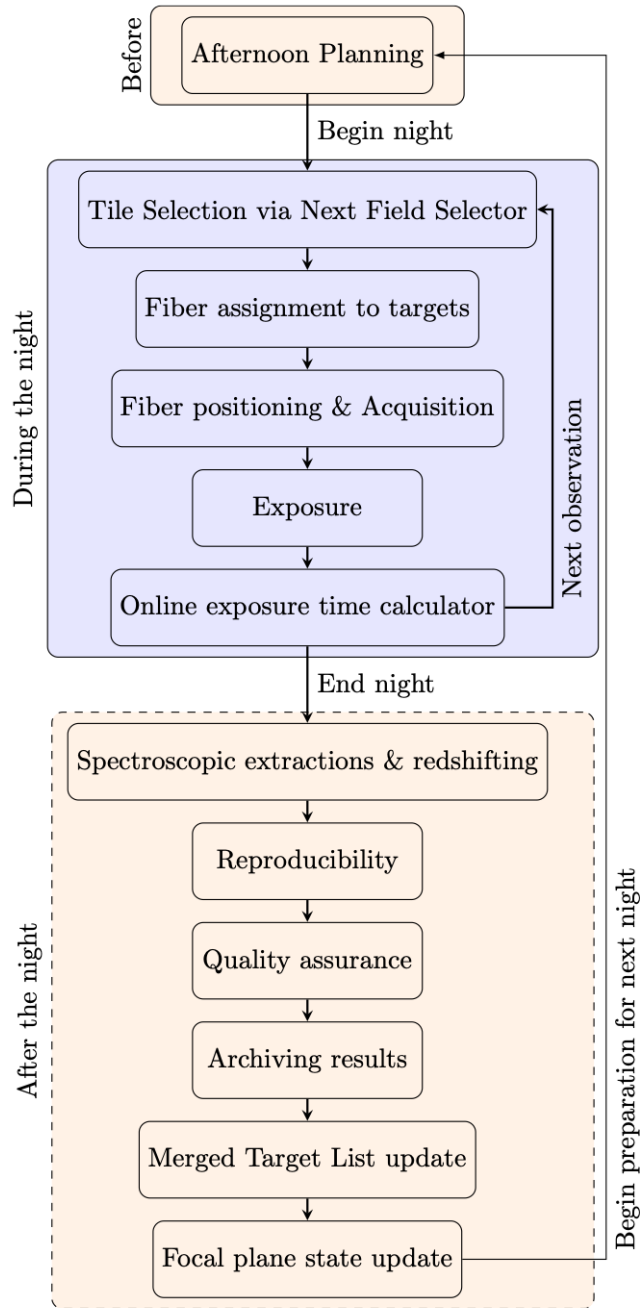 Before
Afternoon Planning
Begin night
During the night
Tile Selection via Next Field Selector
Fiber assignment to targets
Fiber positioning & Acquisition
Exposure
Online exposure time calculator
Next observation
End night
After the night
Spectroscopic extractions & redshifting
Reproducibility
Quality assurance
Archiving results
Merged Target List update
Focal plane state update
Begin preparation for next night